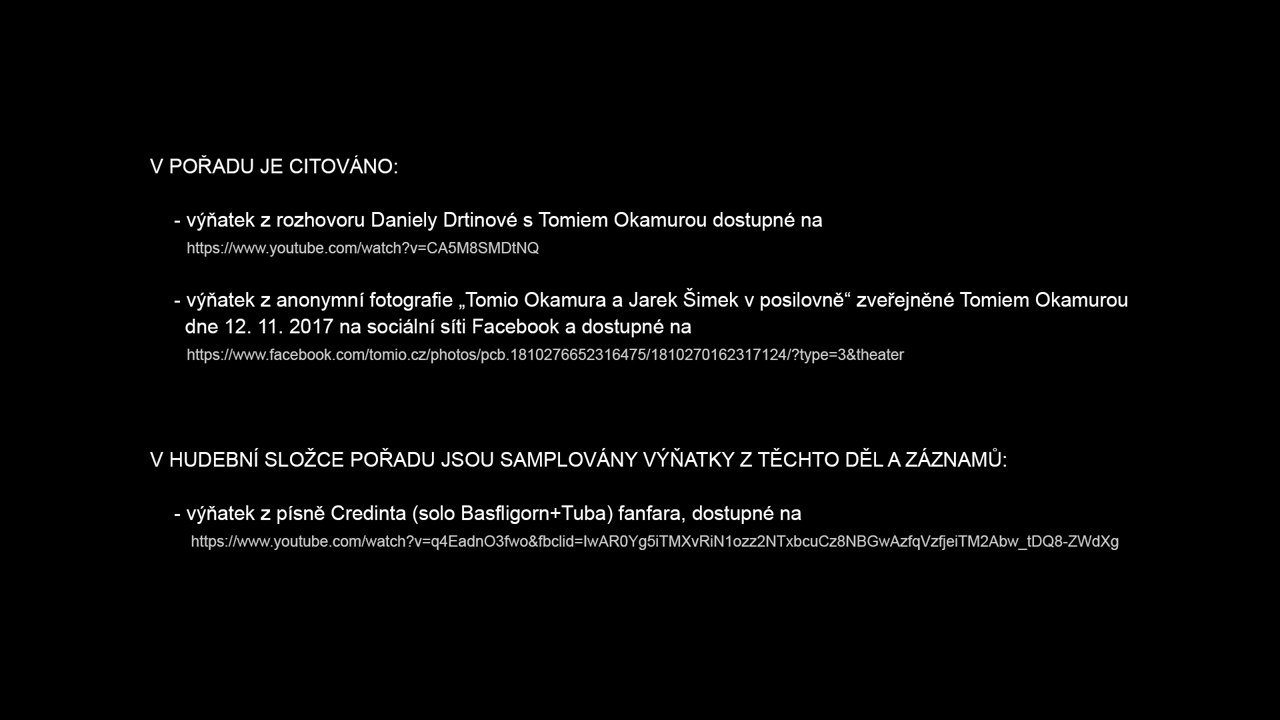 V POŘADU JE CITOVÁNO:
- výňatek z rozhovoru Daniely Drtinové s Tomiem Okamurou dostupné na
https://www.youtube.com/watch?v=CA5M8SMDtNQ
- výňatek z anonymní fotografie „Tomio Okamura a Jarek Šimek v posilovně“ zveřejněné Tomiem Okamurou
dne 12. 11. 2017 na sociální síti Facebook a dostupné na
https://www.facebook.com/tomio.cz/photos/pcb.1810276652316475/1810270162317124/?type=3&theater
V HUDEBNÍ SLOŽCE POŘADU JSOU SAMPLOVÁNY VÝŇATKY Z TĚCHTO DĚL A ZÁZNAMŮ:
- výňatek z písně Credinta (solo Basfligorn+Tuba) fanfara, dostupné na
https://www.youtube.com/watch?v=q4EadnO3fwo&fbclid=IwAR0Yg5iTMXvRiN1ozz2NTxbcuCz8NBGwAzfqVzfjeiTM2Abw_tDQ8-ZWdXg